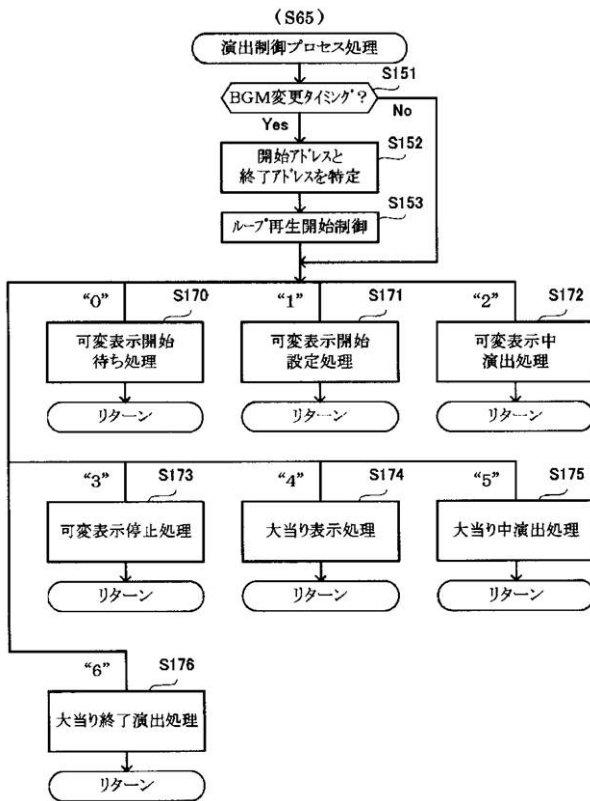 (S65)
演出制御プロセス処理
S151
BGM変更タイミング?
No
Yes
S152
開始アドレスと
終了アドレスを特定
S153
ループ再生開始制御
“0”
S170
可変表示開始
待ち処理
リターン
“1”
S171
可変表示開始
設定処理
リターン
“2”
S172
可変表示中
演出処理
リターン
“3”
S173
可変表示停止処理
リターン
“4”
S174
大当り表示処理
リターン
“5”
S175
大当り中演出処理
リターン
“6”
S176
大当り終了演出処理
リターン